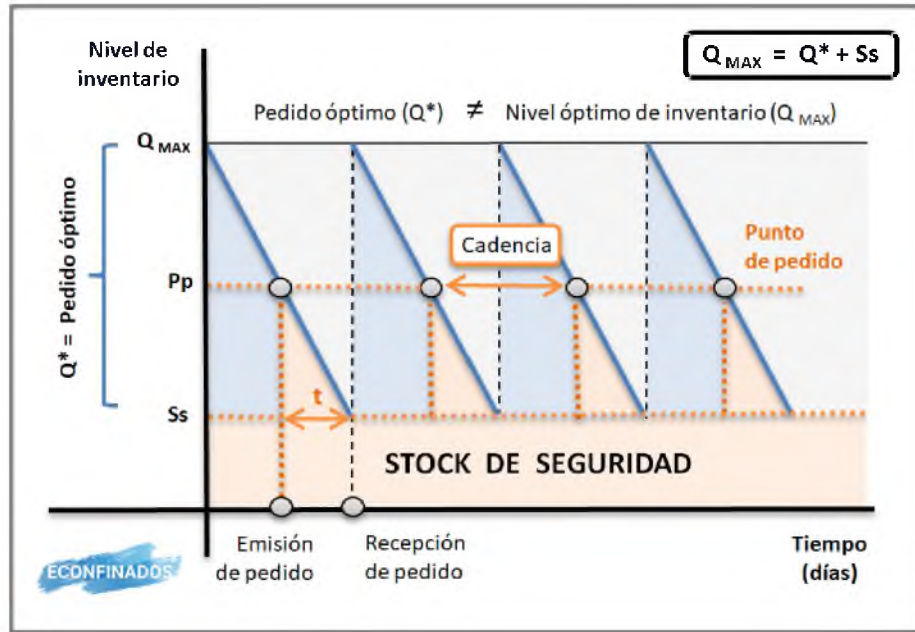 Nivel de
inventario
Q MAX = Q* + Ss
Pedido óptimo (Q*) ≠ Nivel óptimo de inventario (Q MAX)
Q MAX
Q* = Pedido óptimo
Cadencia
Punto
de pedido
Pp
t
Ss
STOCK DE SEGURIDAD
Emisión
de pedido
Recepción
de pedido
Tiempo
(días)
ECONFINADOS